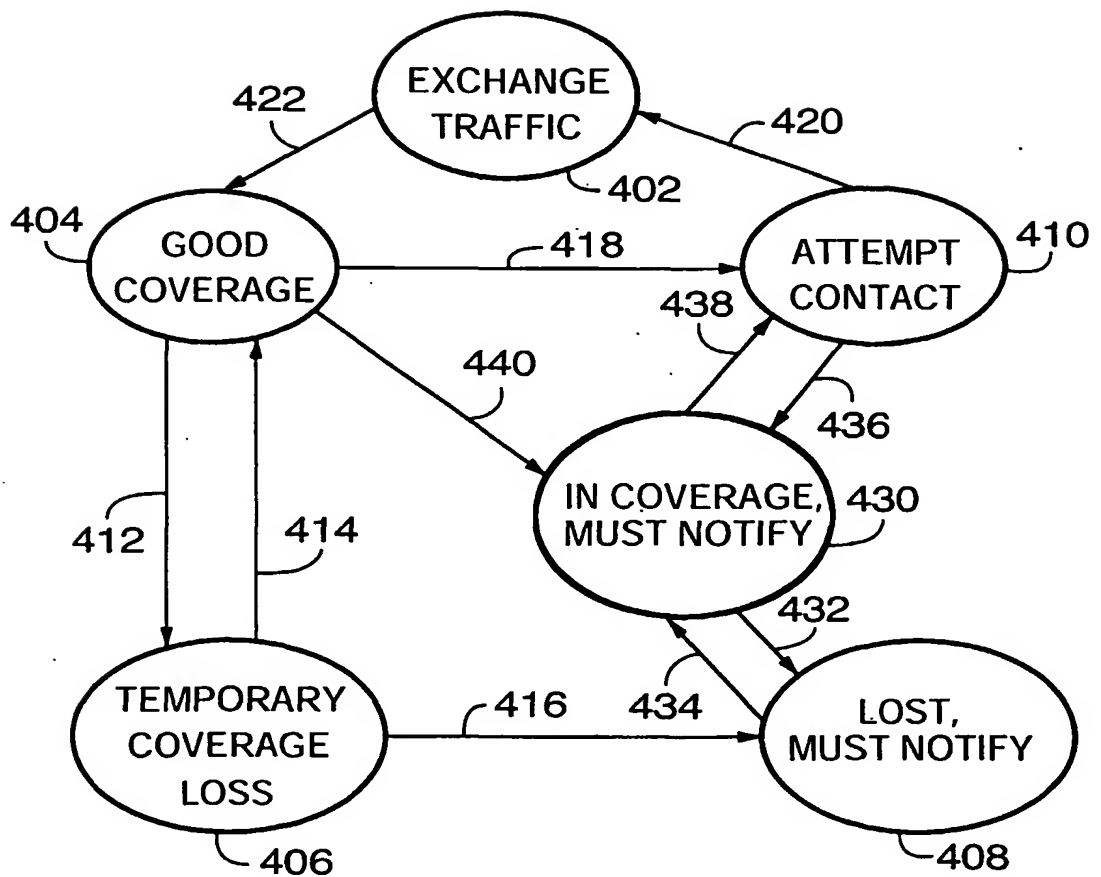 EXCHANGE
TRAFFIC
422
420
402
404
GOOD
COVERAGE
418
ATTEMPT
CONTACT
410
438
440
436
IN COVERAGE,
MUST NOTIFY
430
412
414
432
434
TEMPORARY
COVERAGE
LOSS
416
LOST,
MUST NOTIFY
406
408